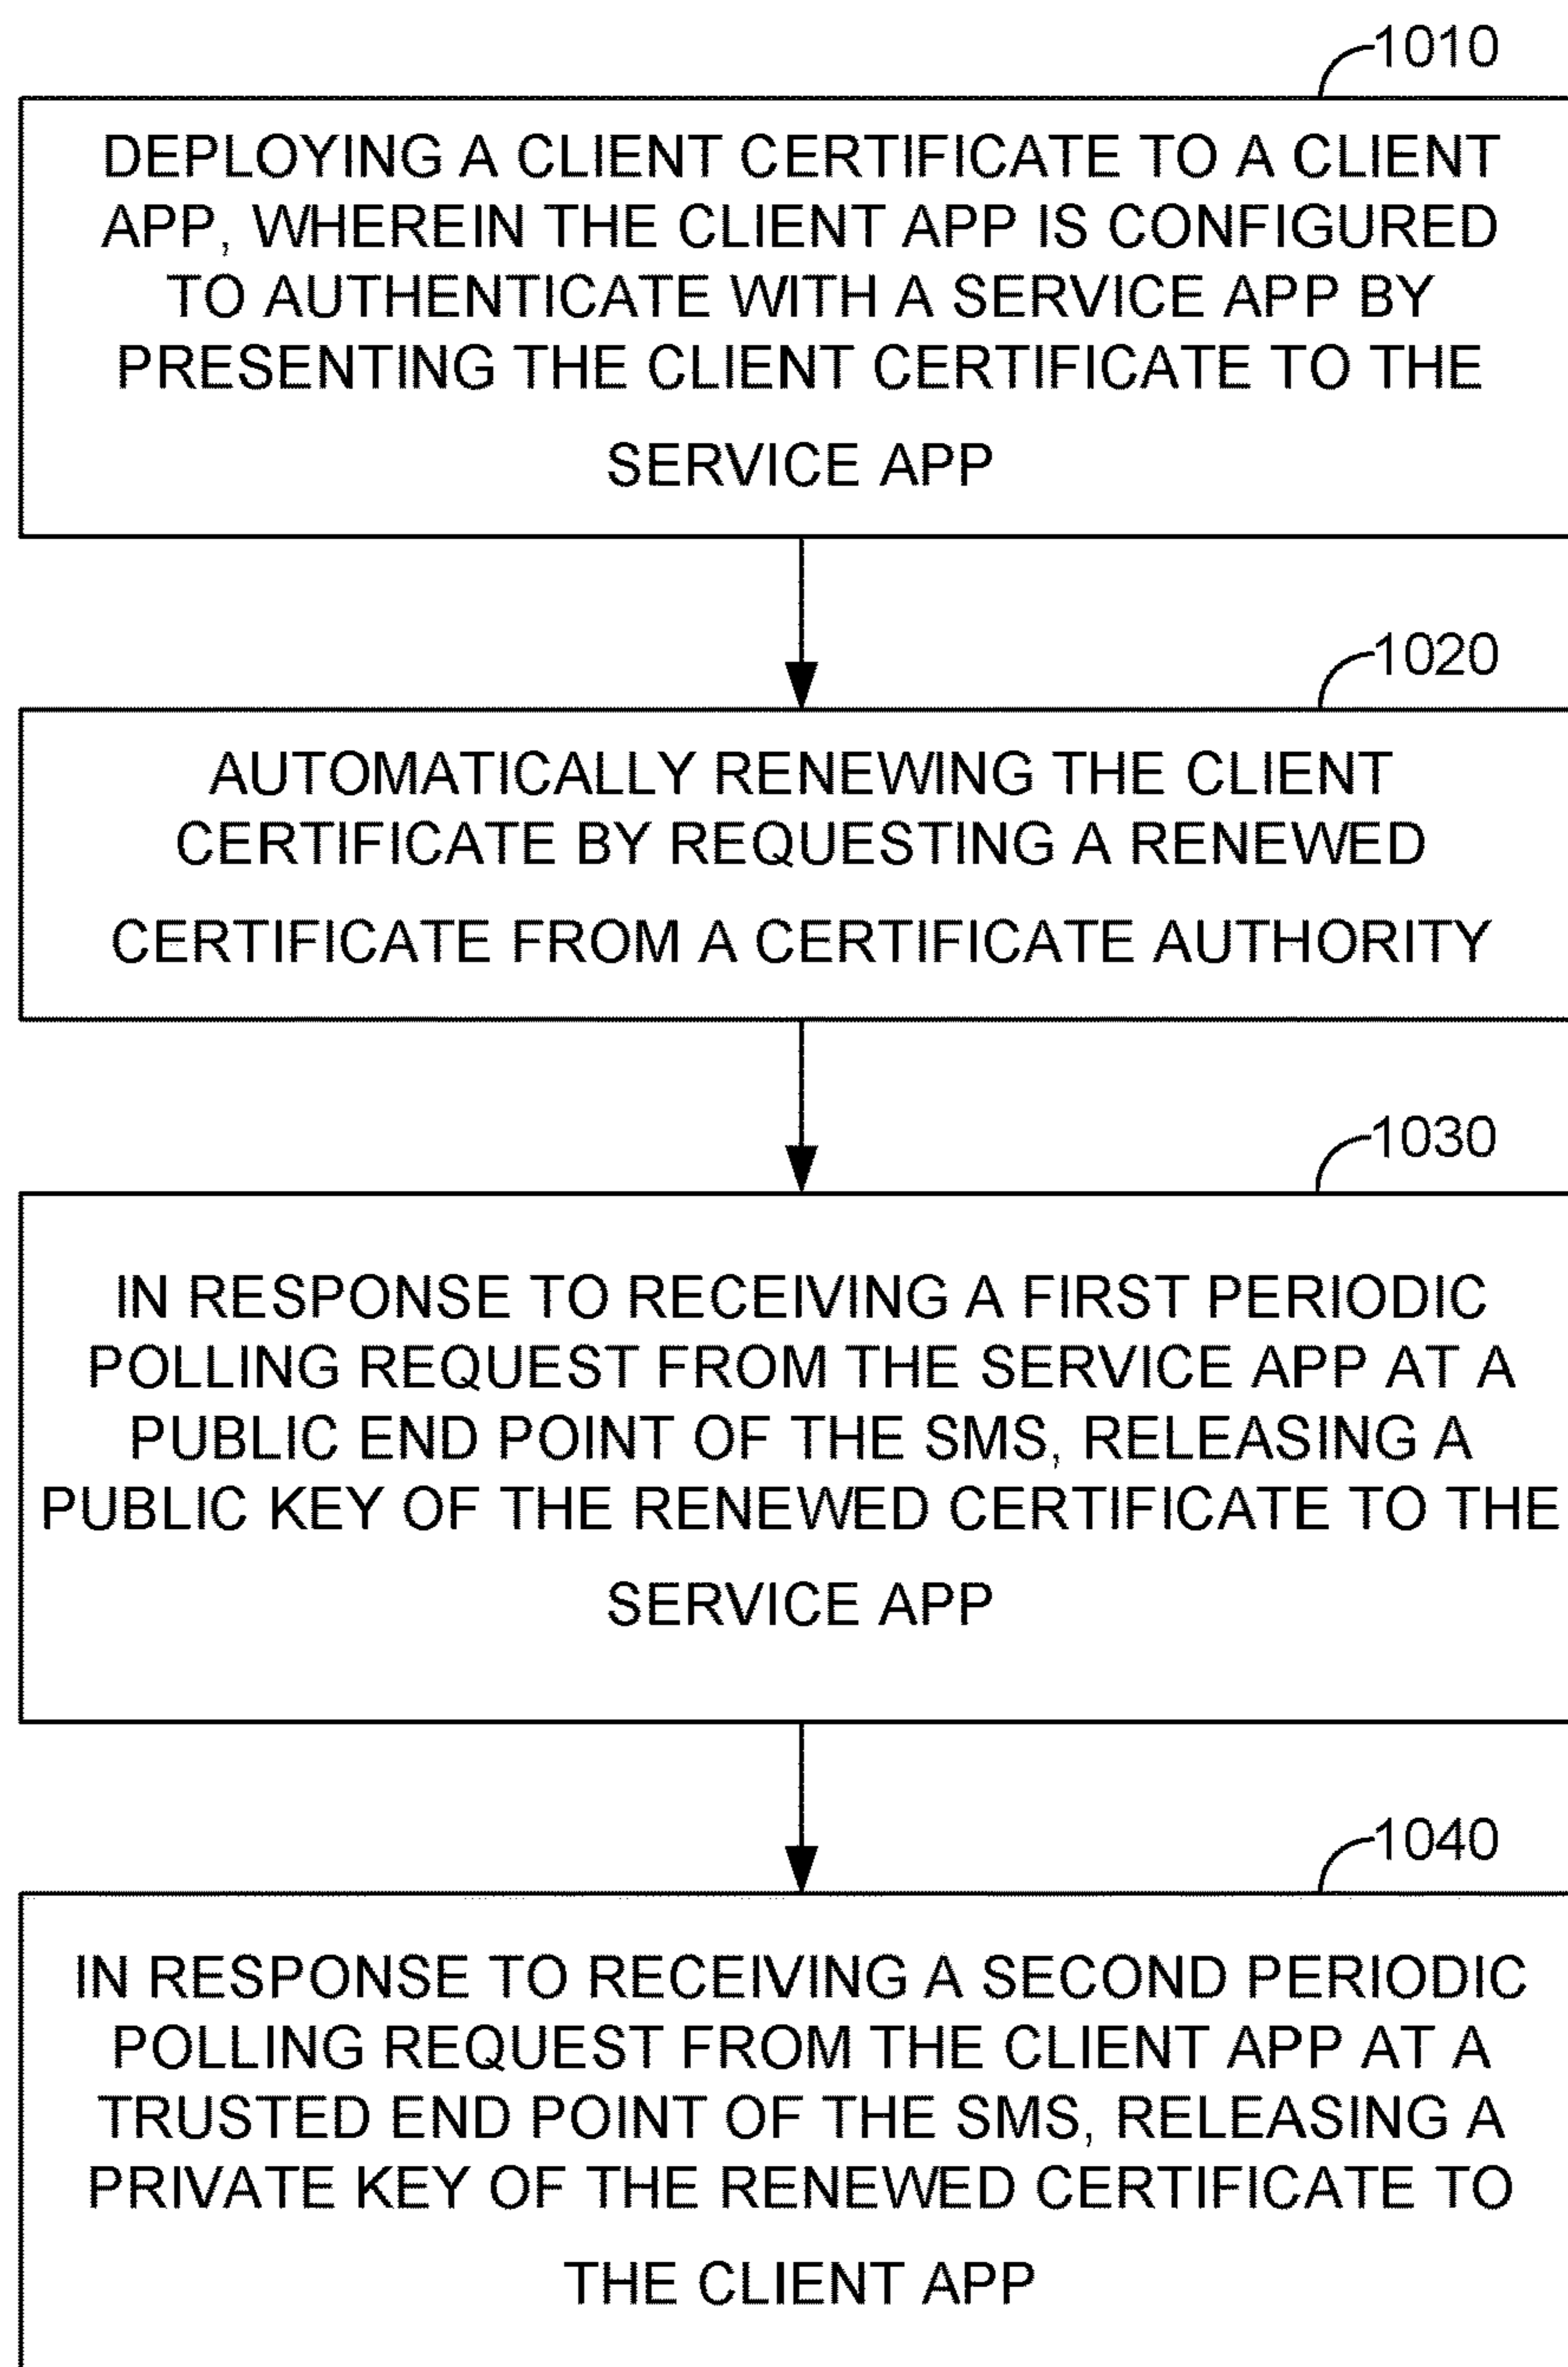 1010
DEPLOYING A CLIENT CERTIFICATE TO A CLIENT
APP, WHEREIN THE CLIENT APP IS CONFIGURED
TO AUTHENTICATE WITH A SERVICE APP BY
PRESENTING THE CLIENT CERTIFICATE TO THE
SERVICE APP
1020
AUTOMATICALLY RENEWING THE CLIENT
CERTIFICATE BY REQUESTING A RENEWED
CERTIFICATE FROM A CERTIFICATE AUTHORITY
1030
IN RESPONSE TO RECEIVING A FIRST PERIODIC
POLLING REQUEST FROM THE SERVICE APP AT A
PUBLIC END POINT OF THE SMS, RELEASING A
PUBLIC KEY OF THE RENEWED CERTIFICATE TO THE
SERVICE APP
1040
IN RESPONSE TO RECEIVING A SECOND PERIODIC
POLLING REQUEST FROM THE CLIENT APP AT A
TRUSTED END POINT OF THE SMS, RELEASING A
PRIVATE KEY OF THE RENEWED CERTIFICATE TO
THE CLIENT APP